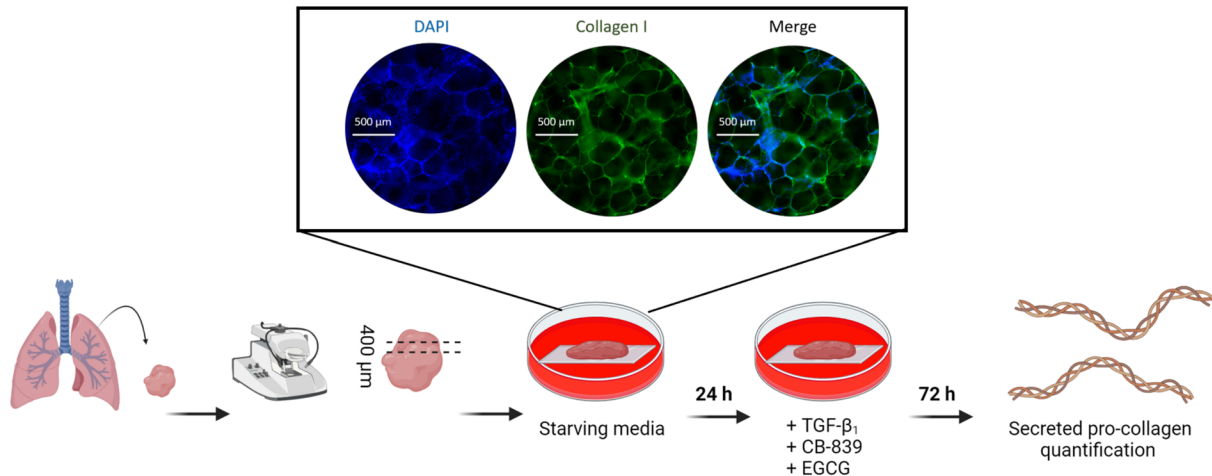 DAPI
Collagen I
Merge
500 µm
500 µm
500 µm
400 µm
Starving media
24 h
+ TGF-β₁
+ CB-839
+ EGCG
72 h
Secreted pro-collagen
quantification